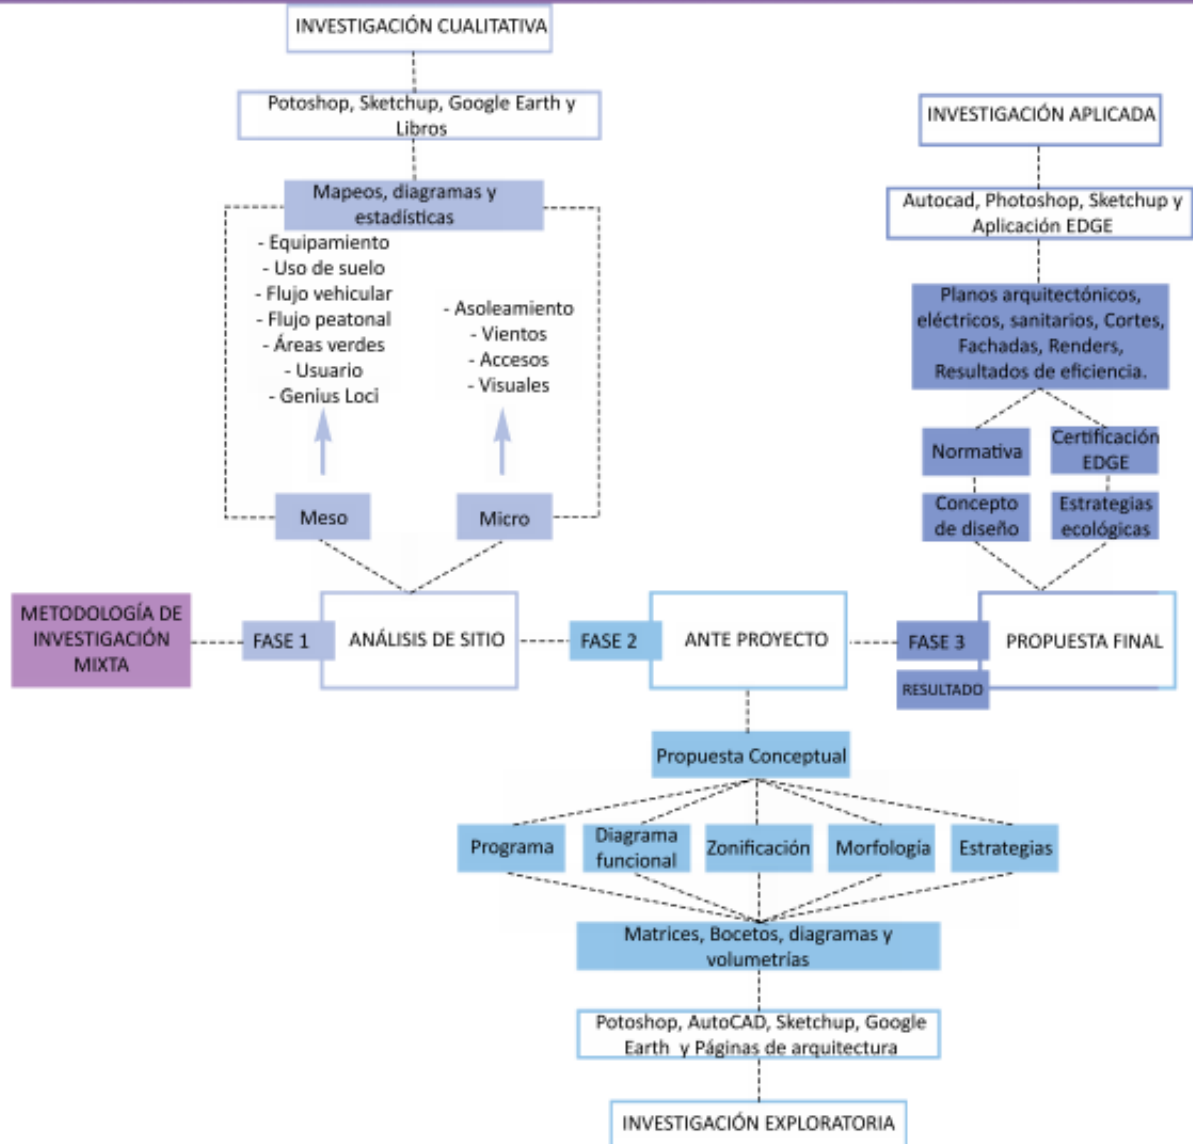 INVESTIGACIÓN CUALITATIVA
Potoshop, Sketchup, Google Earth y
Libros
Mapeos, diagramas y
estadísticas
- Equipamiento
- Uso de suelo
- Flujo vehicular
- Flujo peatonal
- Áreas verdes
- Usuario
- Genius Loci
- Asoleamiento
- Vientos
- Accesos
- Visuales
Meso
Micro
INVESTIGACIÓN APLICADA
Autocad, Photoshop, Sketchup y
Aplicación EDGE
Planos arquitectónicos,
eléctricos, sanitarios, Cortes,
Fachadas, Renders,
Resultados de eficiencia.
Normativa
Certificación
EDGE
Concepto
de diseño
Estrategias
ecológicas
METODOLOGÍA DE
INVESTIGACIÓN
MIXTA
FASE 1
ANÁLISIS DE SITIO
FASE 2
ANTE PROYECTO
FASE 3
PROPUESTA FINAL
RESULTADO
Propuesta Conceptual
Programa
Diagrama
funcional
Zonificación
Morfología
Estrategias
Matrices, Bocetos, diagramas y
volumetrías
Potoshop, AutoCAD, Sketchup, Google
Earth y Páginas de arquitectura
INVESTIGACIÓN EXPLORATORIA